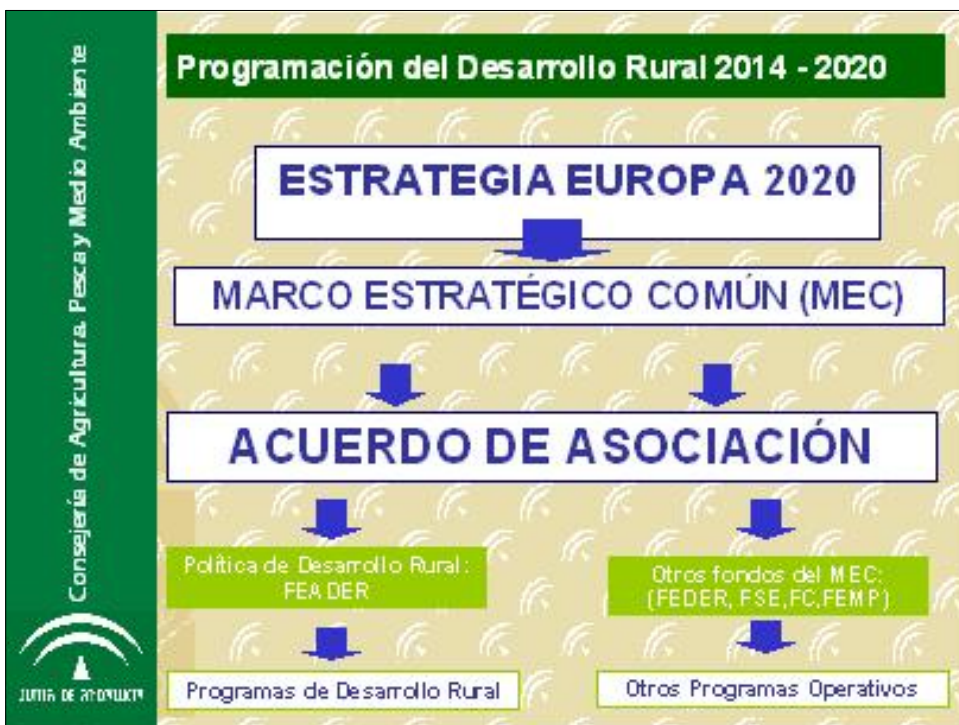 Consejería de Agricultura, Pesca y Medio Ambiente
JUNTA DE ANDALUCIA
Programación del Desarrollo Rural 2014 - 2020
ESTRATEGIA EUROPA 2020
MARCO ESTRATÉGICO COMÚN (MEC)
ACUERDO DE ASOCIACIÓN
Política de Desarrollo Rural:
FEADER
Otros fondos del MEC:
(FEDER, FSE,FC,FEMP)
Programas de Desarrollo Rural
Otros Programas Operativos